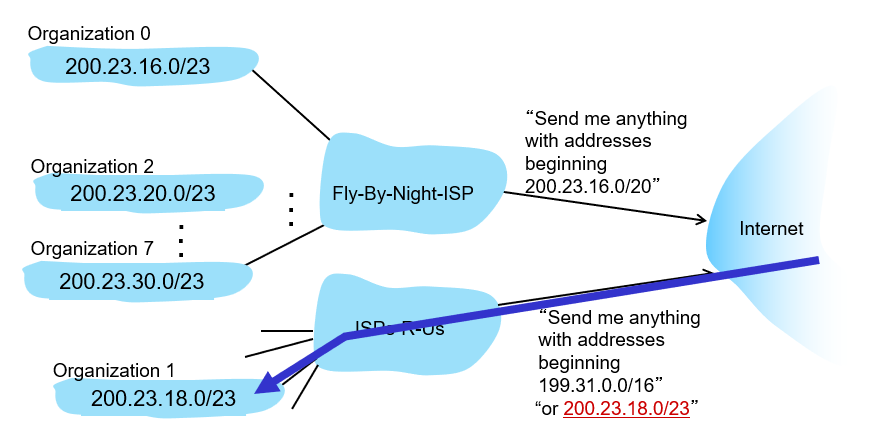 Organization 0
200.23.16.0/23
Organization 2
200.23.20.0/23
Organization 7
200.23.30.0/23
Fly-By-Night-ISP
“Send me anything
with addresses
beginning
200.23.16.0/20”
Internet
ISPs-R-Us
“Send me anything
with addresses
beginning
199.31.0.0/16”
“or 200.23.18.0/23”
Organization 1
200.23.18.0/23